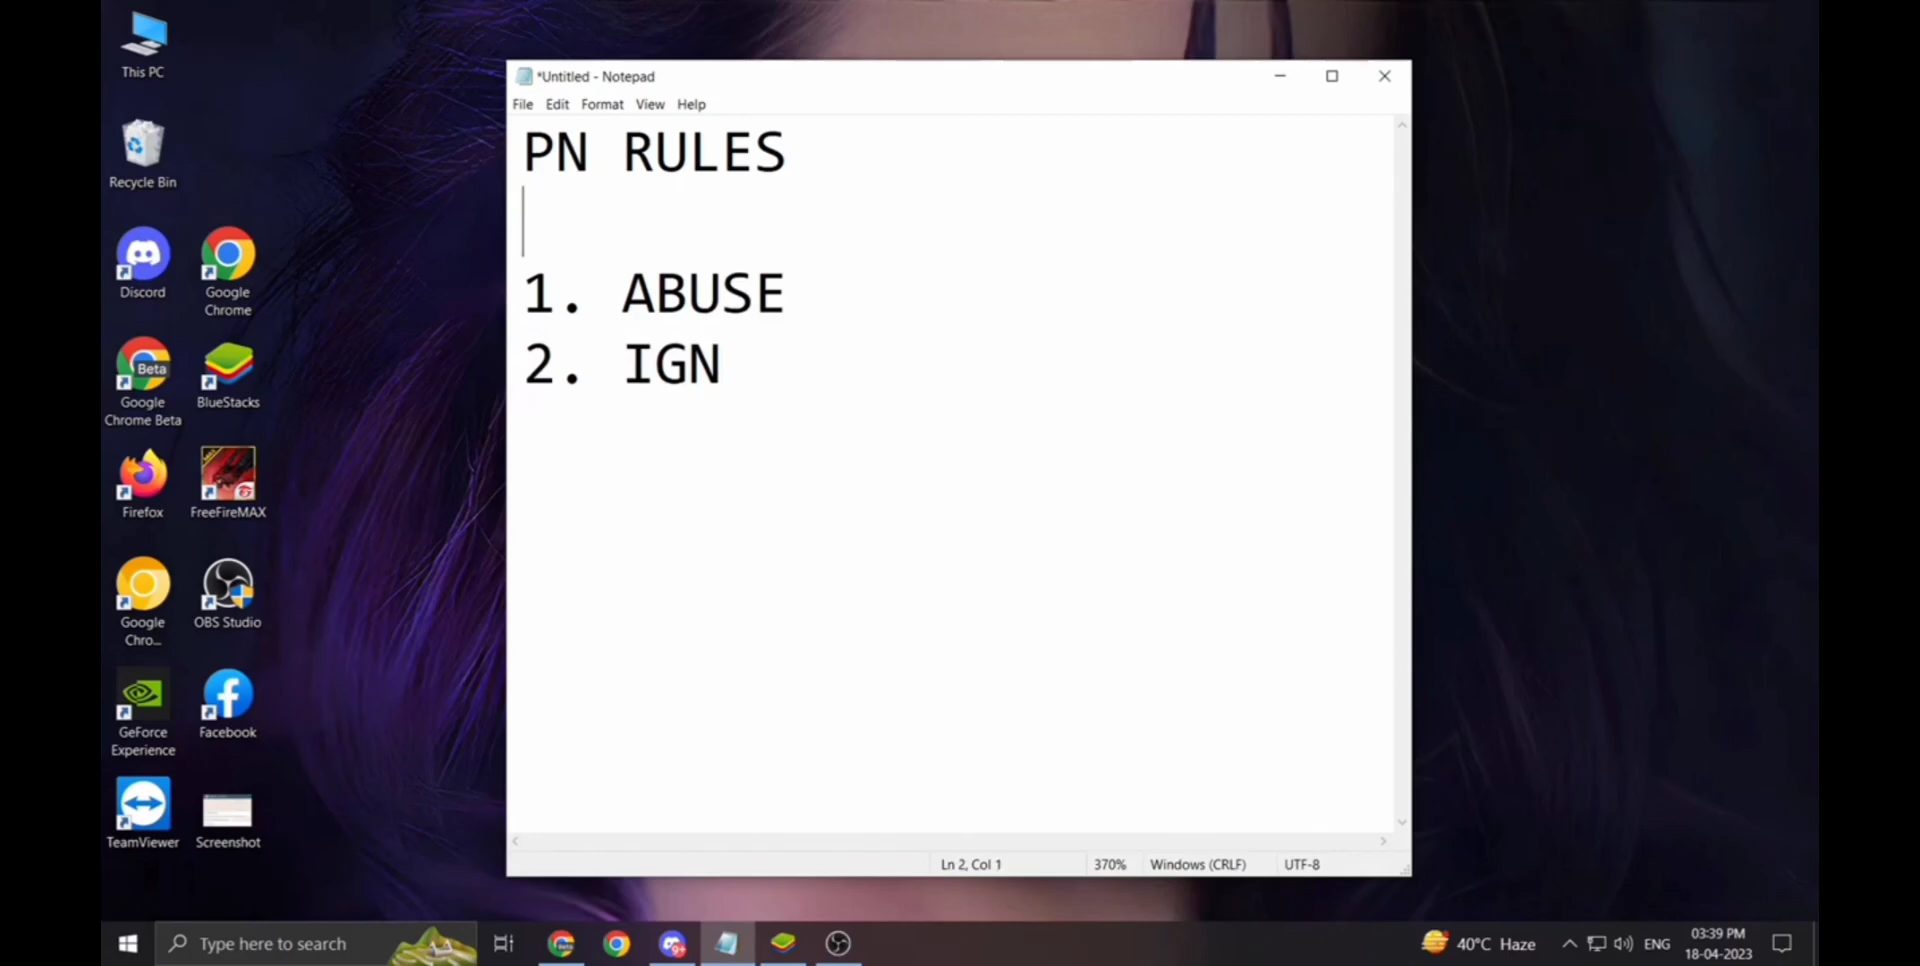 This PC
Recycle Bin
Discord
Google
Chrome
Beta
Google
Chrome Beta
BlueStacks
Firefox
FreeFireMAX
Google
Chro...
OBS Studio
GeForce
Experience
Facebook
TeamViewer
Screenshot
*Untitled - Notepad
File Edit Format View Help
PN RULES
1. ABUSE
2. IGN
Ln 2, Col 1 370% Windows (CRLF) UTF-8
Type here to search
Beta
9+
40°C Haze
ENG
03:39 PM
18-04-2023